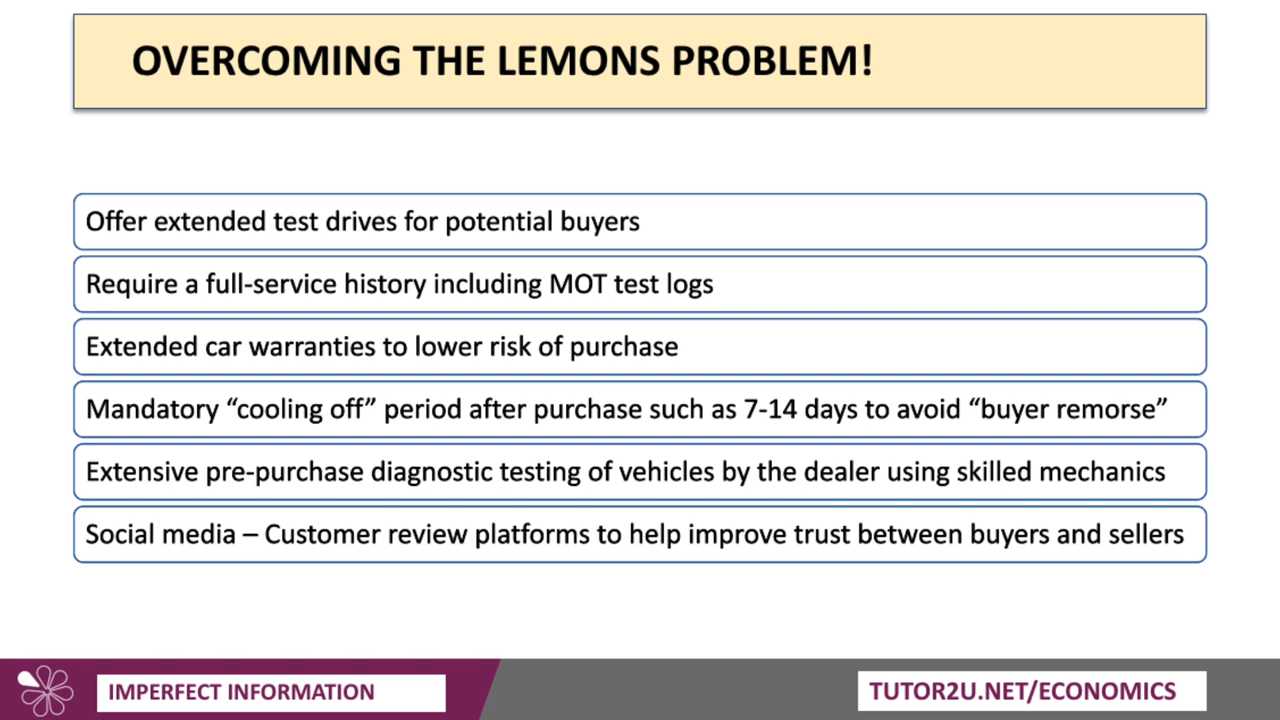 OVERCOMING THE LEMONS PROBLEM!
Offer extended test drives for potential buyers
Require a full-service history including MOT test logs
Extended car warranties to lower risk of purchase
Mandatory “cooling off” period after purchase such as 7-14 days to avoid “buyer remorse”
Extensive pre-purchase diagnostic testing of vehicles by the dealer using skilled mechanics
Social media – Customer review platforms to help improve trust between buyers and sellers
IMPERFECT INFORMATION
TUTOR2U.NET/ECONOMICS